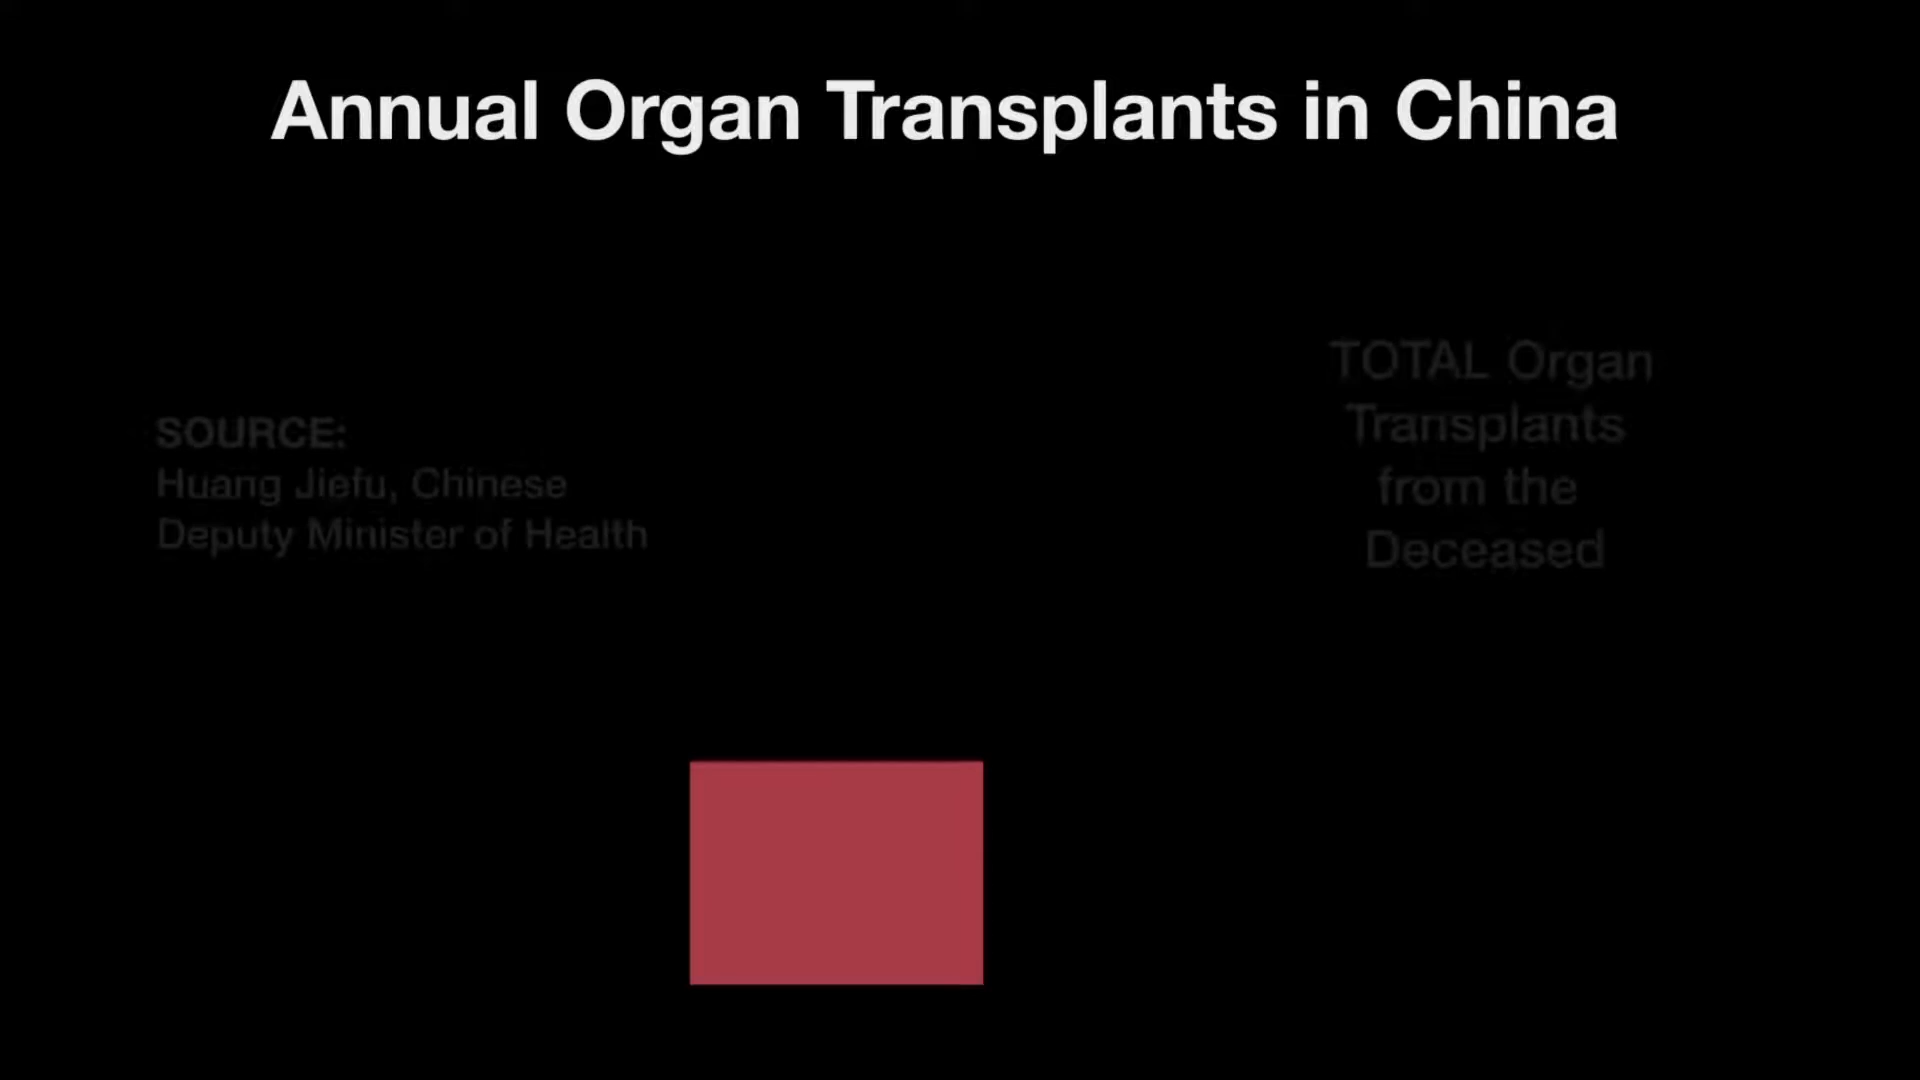 Annual Organ Transplants in China
SOURCE:
Huang Jiefu, Chinese
Deputy Minister of Health
TOTAL Organ
Transplants
from the
Deceased